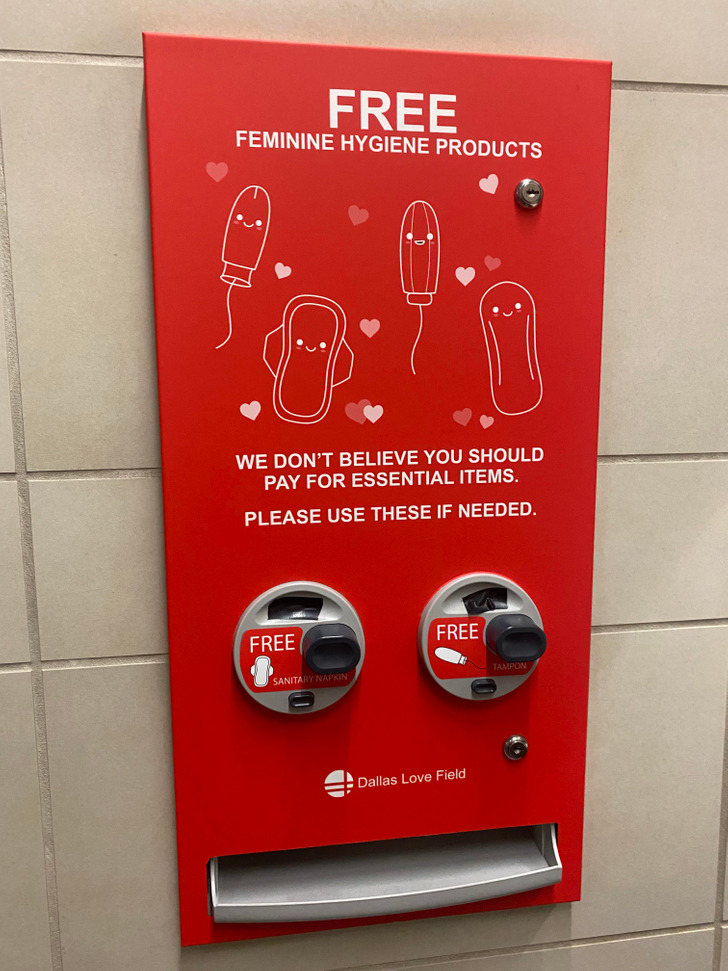 FREE
FEMININE HYGIENE PRODUCTS
WE DON'T BELIEVE YOU SHOULD
PAY FOR ESSENTIAL ITEMS.
PLEASE USE THESE IF NEEDED.
FREE
SANITARY NAPKIN
FREE
TAMPON
Dallas Love Field